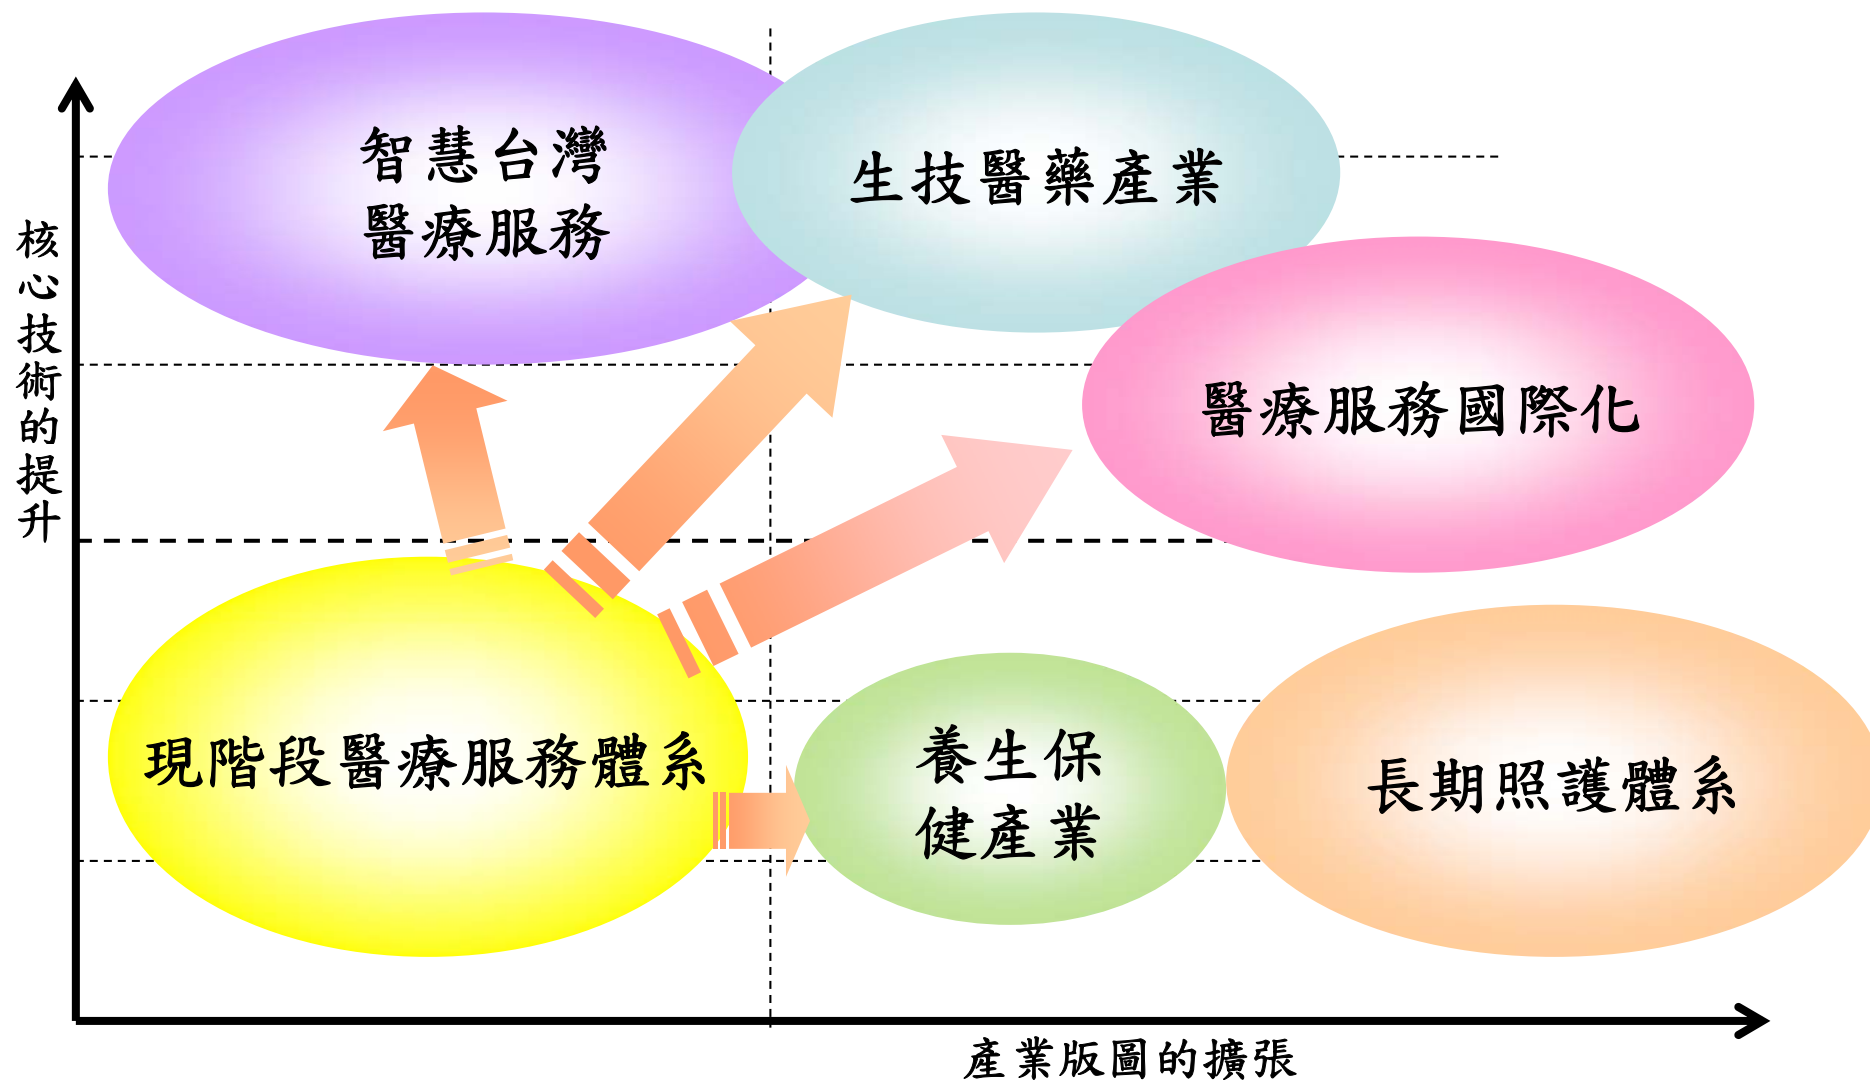 智慧台灣
醫療服務
生技醫藥產業
核心技術的提升
醫療服務國際化
現階段醫療服務體系
養生保
健產業
長期照護體系
產業版圖的擴張